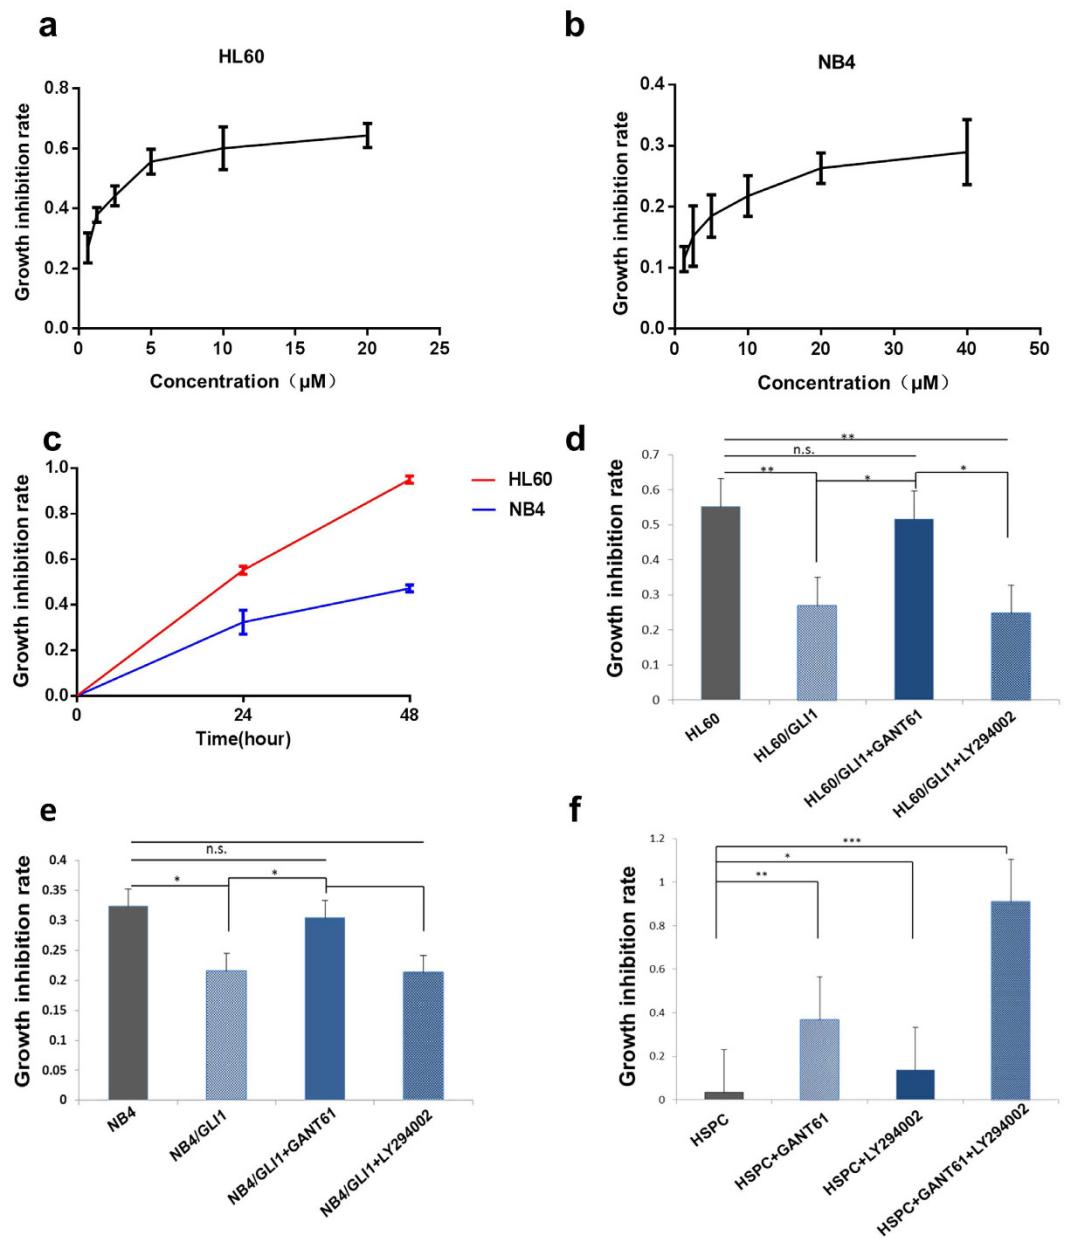 a
HL60
Growth inhibition rate
0.8
0.6
0.4
0.2
0.0
0 5 10 15 20 25
Concentration（μM）
b
NB4
Growth inhibition rate
0.4
0.3
0.2
0.1
0.0
0 10 20 30 40 50
Concentration（μM）
c
Growth inhibition rate
1.0
0.8
0.6
0.4
0.2
0.0
0 24 48
Time(hour)
HL60
NB4
d
Growth inhibition rate
0.7
0.6
0.5
0.4
0.3
0.2
0.1
0
**
n.s.
** * *
HL60
HL60/GLI1
HL60/GLI1+GANT61
HL60/GLI1+LY294002
e
Growth inhibition rate
0.4
0.35
0.3
0.25
0.2
0.15
0.1
0.05
0
n.s.
* *
NB4
NB4/GLI1
NB4/GLI1+GANT61
NB4/GLI1+LY294002
f
Growth inhibition rate
1.2
1
0.8
0.6
0.4
0.2
0
***
*
**
HSPC
HSPC+GANT61
HSPC+LY294002
HSPC+GANT61+LY294002